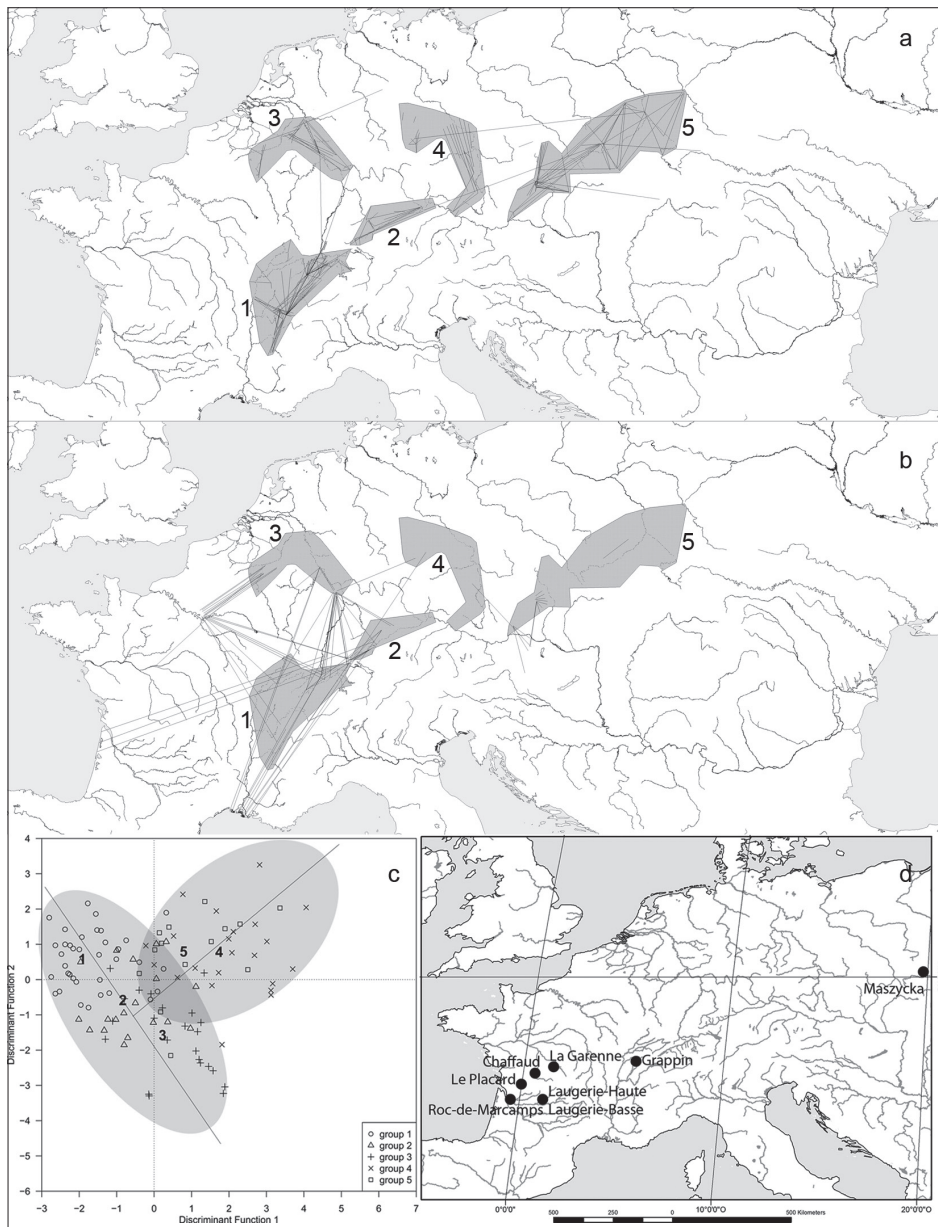 a
3
4
5
2
1
b
3
4
5
2
1
c
4
3
2
1
0
−1
−2
−3
−4
−5
−6
Discriminant Function 2
1
2
3
4
5
group 1
group 2
group 3
group 4
group 5
−3 −2 −1 0 1 2 3 4 5 6 7
Discriminant Function 1
d
Maszycka
Chaffaud
La Garenne
Grappin
Le Placard
Laugerie-Haute
Roc-de-Marcamps
Laugerie-Basse
0°0'0"
10°0'0"O
20°0'0"O
500 250 0 500 Kilometers